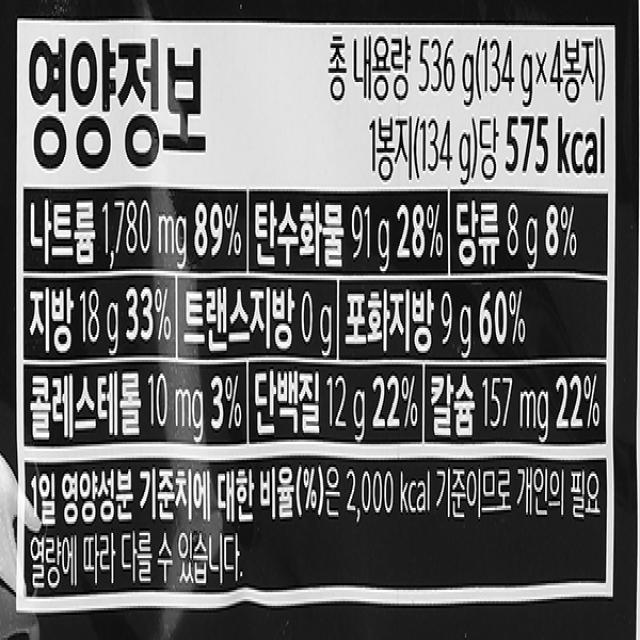 영양정보
총 내용량 536 g(134 g×4봉지)
1봉지(134 g)당 575 kcal
나트륨 1,780 mg 89% 탄수화물 91 g 28% 당류 8 g 8%
지방 18 g 33% 트랜스지방 0 g 포화지방 9 g 60%
콜레스테롤 10 mg 3% 단백질 12 g 22% 칼슘 157 mg 22%
1일 영양성분 기준치에 대한 비율(%)은 2,000 kcal 기준이므로 개인의 필요
열량에 따라 다를 수 있습니다.